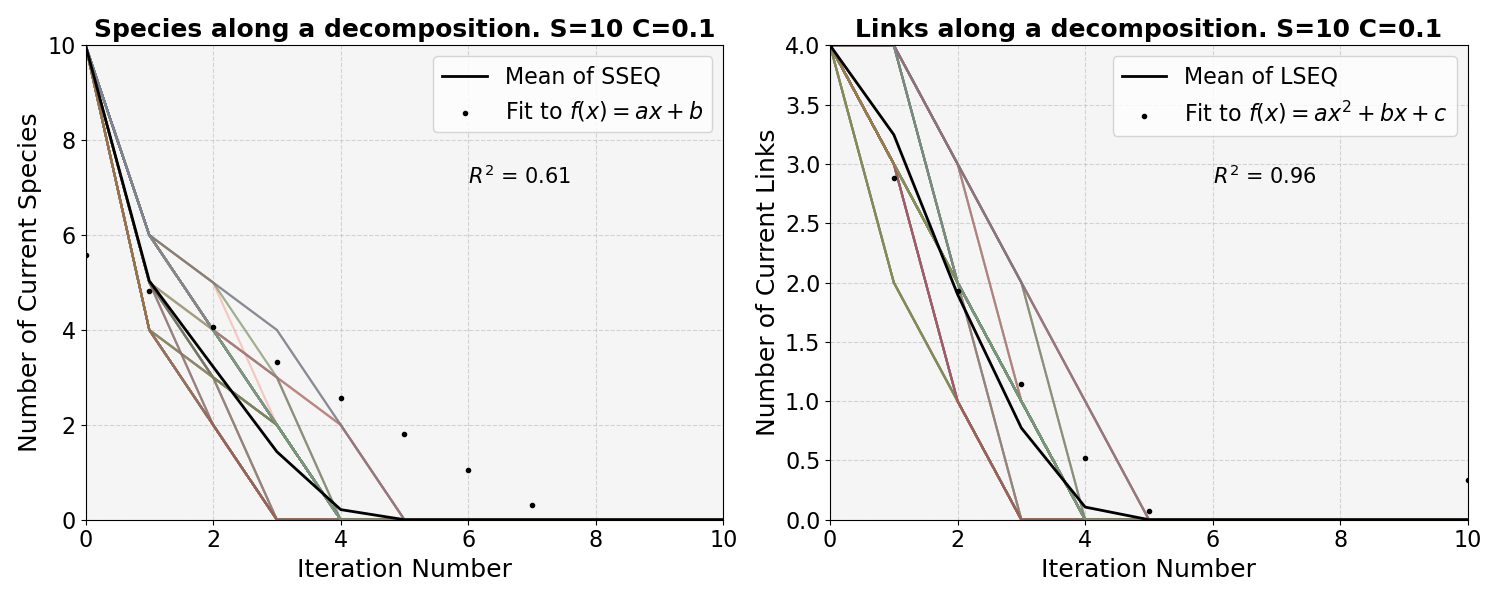 Species along a decomposition. S=10 C=0.1
Number of Current Species
10
8
6
4
2
0
Mean of SSEQ
Fit to f(x) = ax + b
R² = 0.61
0 2 4 6 8 10
Iteration Number
Links along a decomposition. S=10 C=0.1
Number of Current Links
4.0
3.5
3.0
2.5
2.0
1.5
1.0
0.5
0.0
Mean of LSEQ
Fit to f(x) = ax² + bx + c
R² = 0.96
0 2 4 6 8 10
Iteration Number